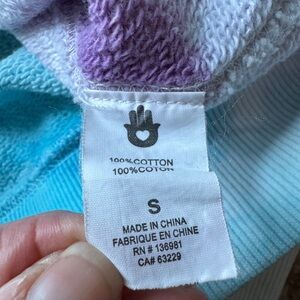 100%COTTON
100%COTON
S
MADE IN CHINA
FABRIQUE EN CHINE
RN # 136981
CA# 63229